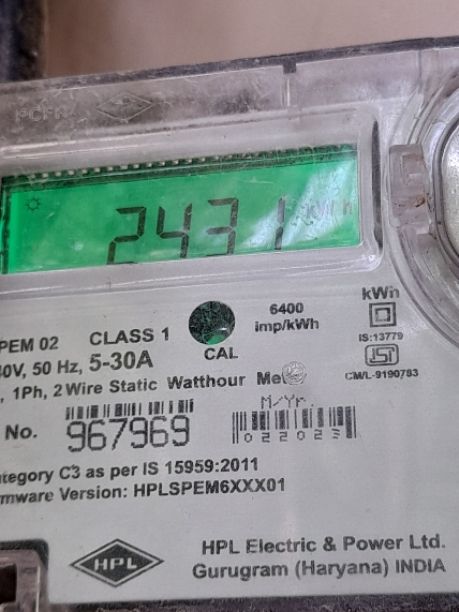 2431 kWh
6400
imp/kWh
CAL
kWh
IS:13779
CM/L-9190783
PEM 02 CLASS 1
0V, 50 Hz, 5-30A
, 1Ph, 2 Wire Static Watthour
M/Yr.
No. 967969
022023
tegory C3 as per IS 15959:2011
rmware Version: HPLSPEM6XXX01
HPL
HPL Electric & Power Ltd.
Gurugram (Haryana) INDIA